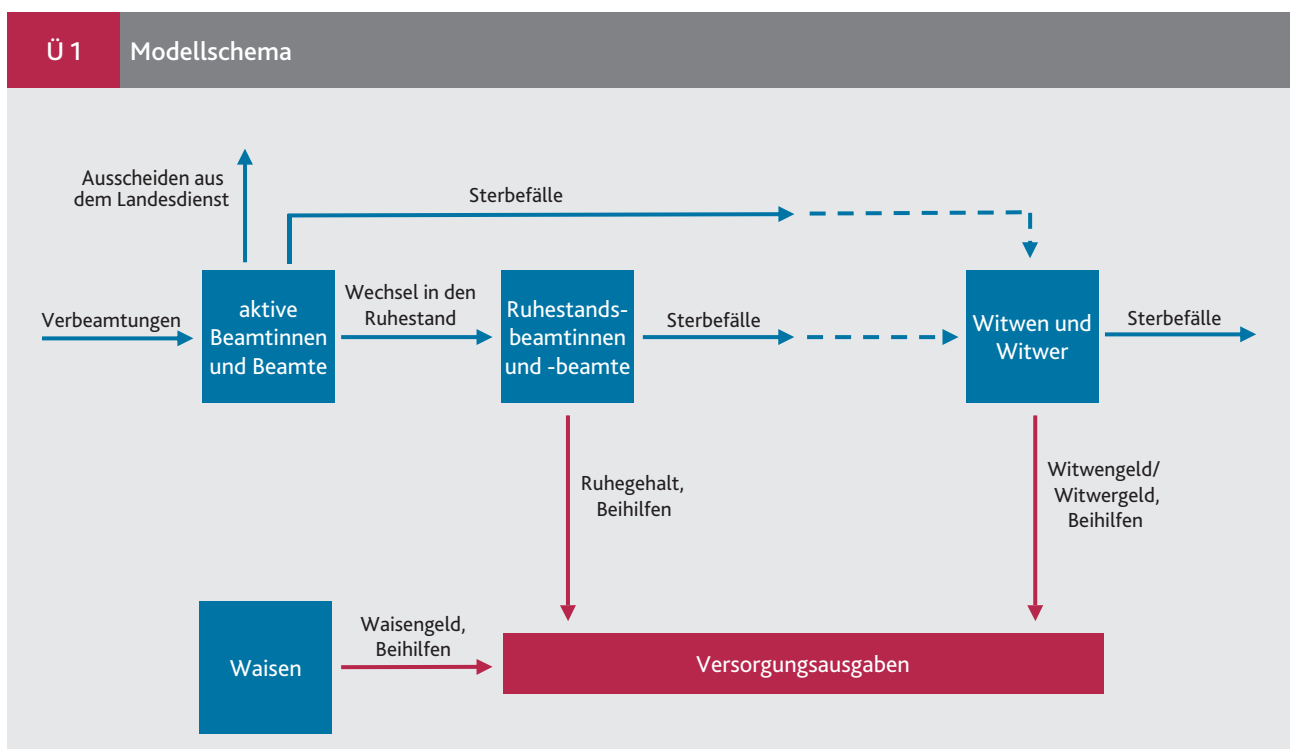 Ü 1 Modellschema
Ausscheiden aus
dem Landesdienst
Sterbefälle
Verbeamtungen
aktive
Beamtinnen
und Beamte
Wechsel in den
Ruhestand
Ruhestands-
beamtinnen
und -beamte
Sterbefälle
Witwen und
Witwer
Sterbefälle
Ruhegehalt,
Beihilfen
Witwengeld/
Witwergeld,
Beihilfen
Waisen
Waisengeld,
Beihilfen
Versorgungsausgaben